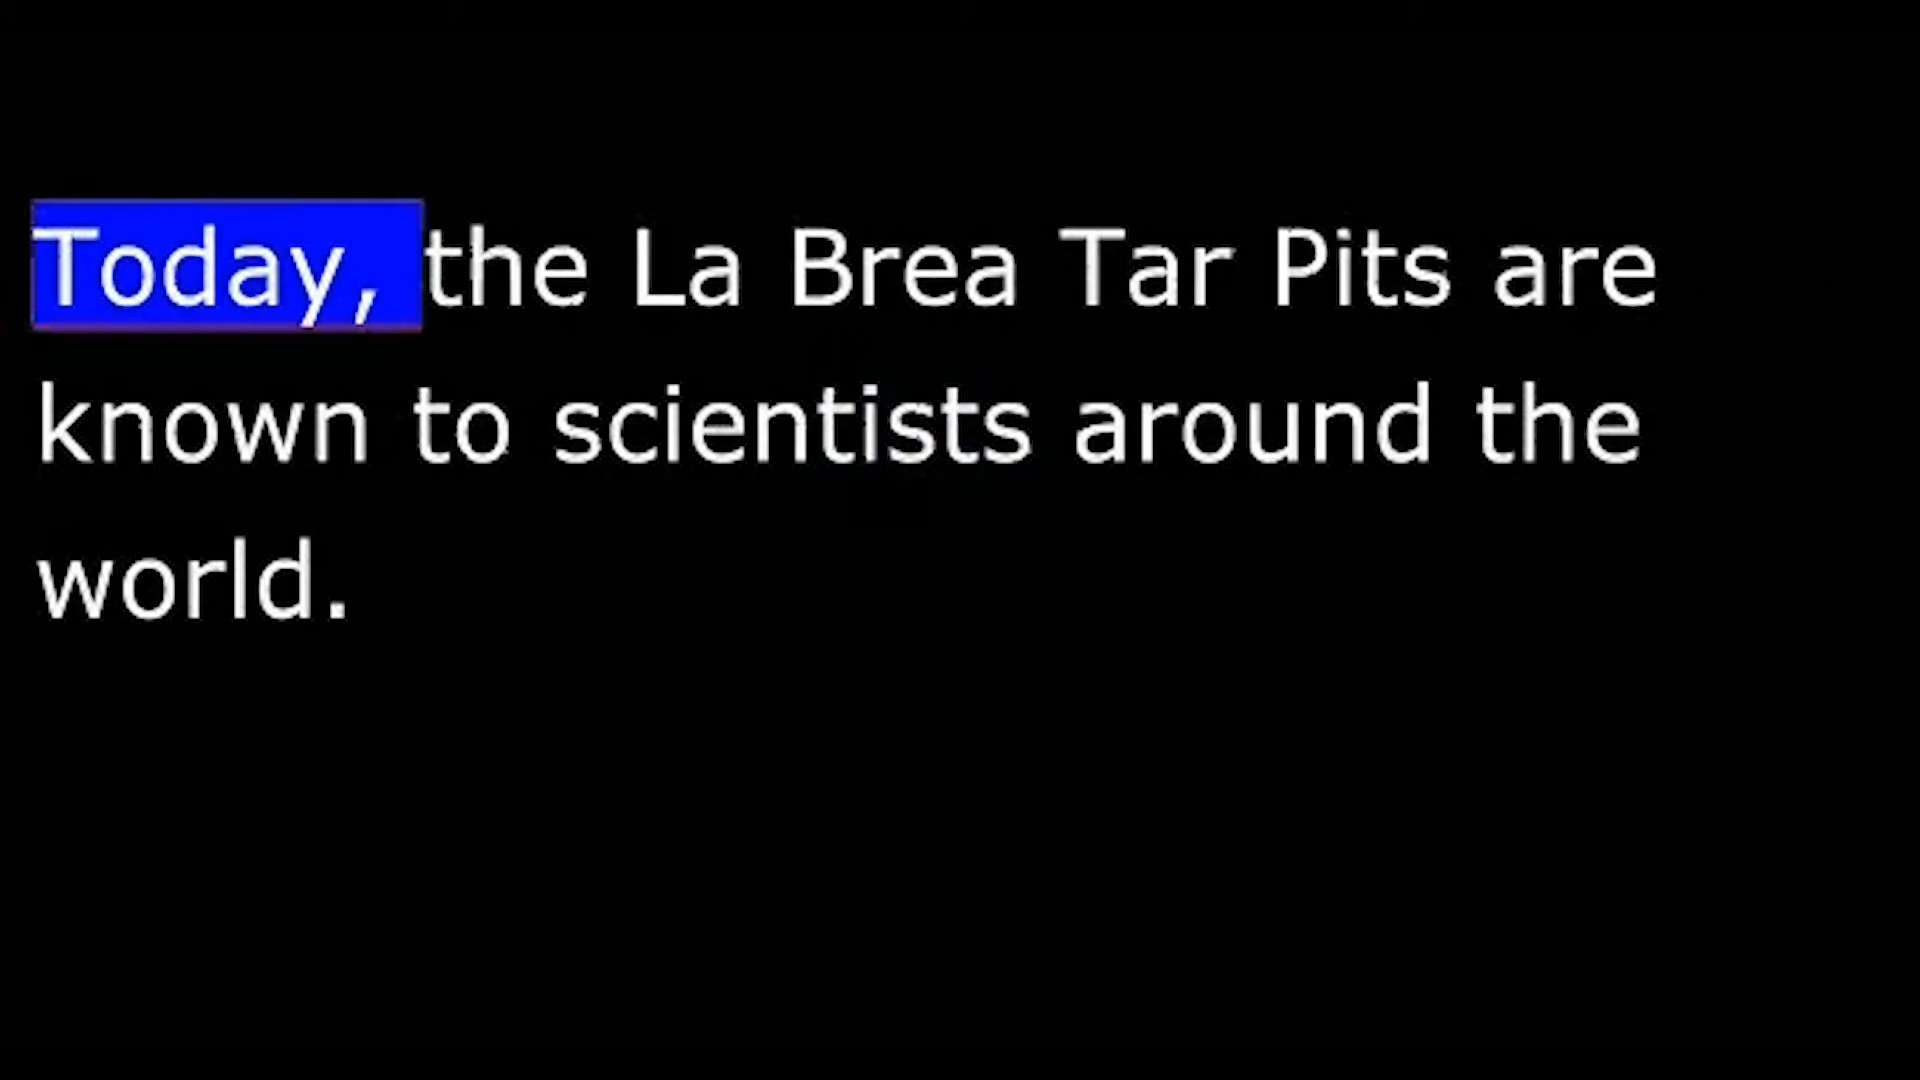 Today, the La Brea Tar Pits are
known to scientists around the
world.